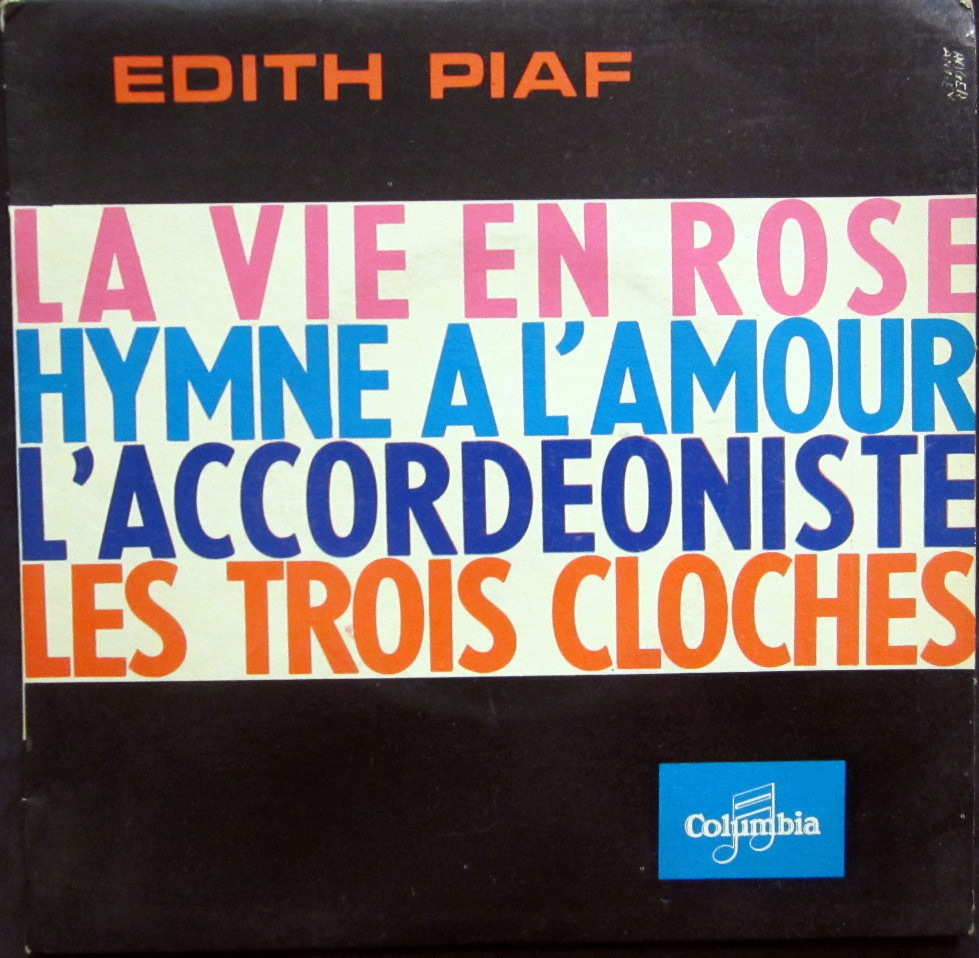 EDITH PIAF
LA VIE EN ROSE
HYMNE A L'AMOUR
L'ACCORDEONISTE
LES TROIS CLOCHES
Columbia